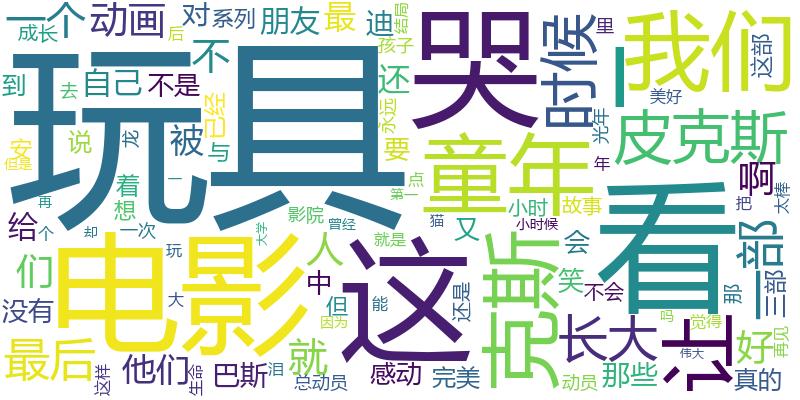 一个
动画
对
系列
朋友
最
迪
结局
成长
后
孩子
哭
时候
里
我们
这部
到
去
自己
不是
不
还
永远
美好
玩具
安
但是
说
龙
被
已经
与
要
童年
光年
年
皮克斯
着
想
第一
点
猫
小时
小时候
故事
啊
把
太棒
给
个
再
却
一
一次
影院
曾经
又
看
一部
三部
那
们
电影
玩
大学
人
就是
这
克斯
会
笑
不会
没有
大
中
但
能
还是
因为
长大
让
吗
觉得
好
再见
最后
这样
他们
生命
巴斯
泪
就
总动员
感动
完美
动员
那些
伟大
真的